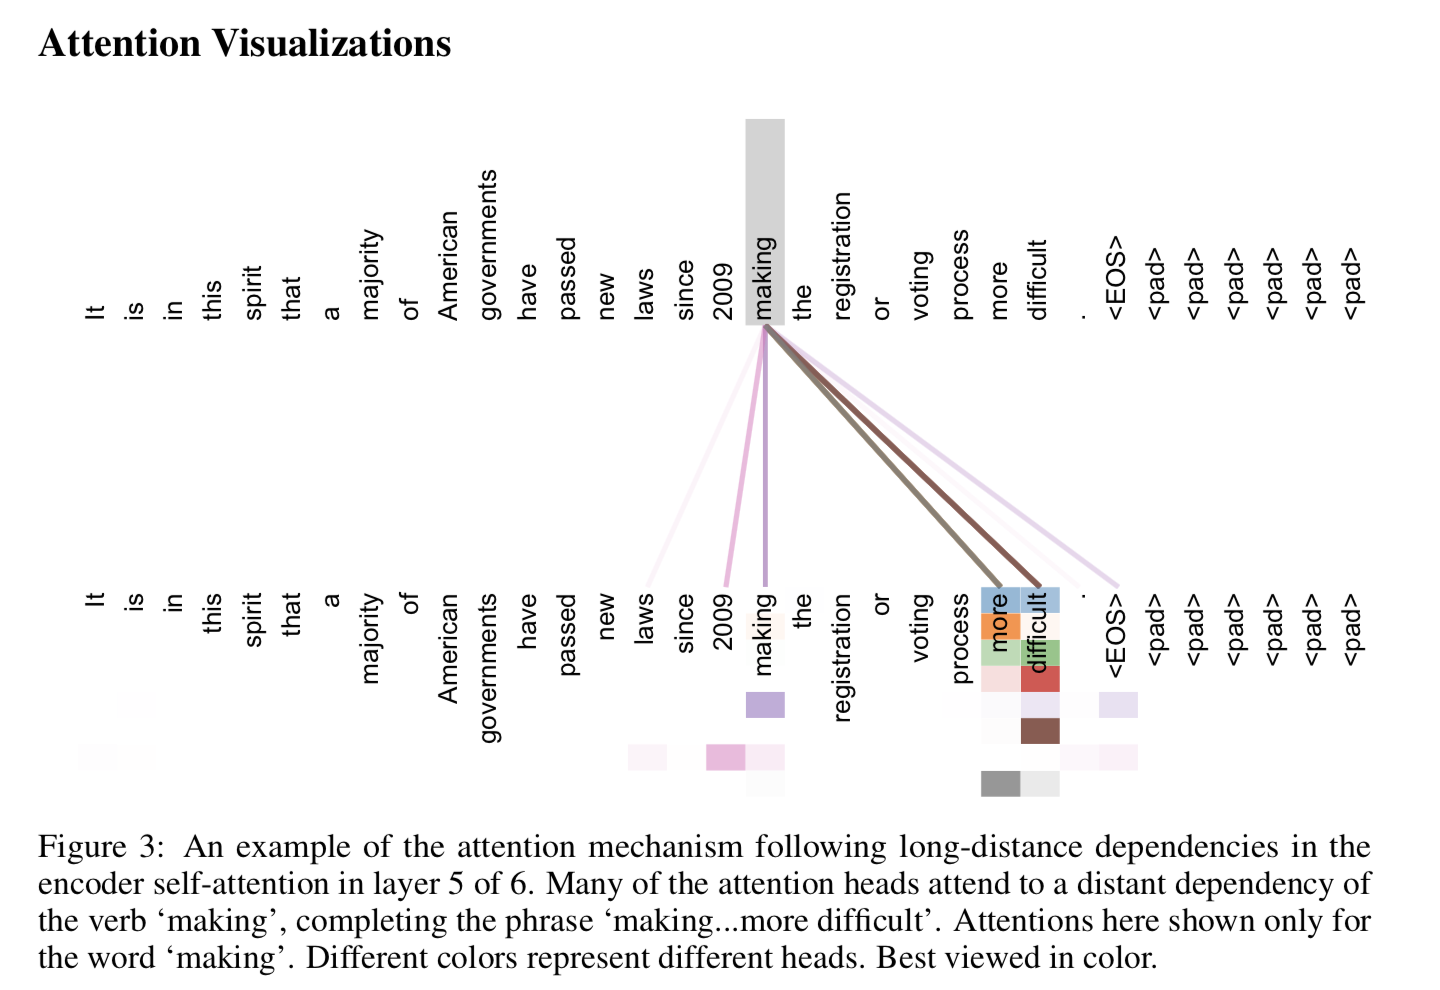 Attention Visualizations
It is in this spirit that a majority of American governments have passed new laws since 2009 making the registration or voting process more difficult . <EOS> <pad> <pad> <pad> <pad> <pad> <pad>
It is in this spirit that a majority of American governments have passed new laws since 2009 making the registration or voting process more difficult . <EOS> <pad> <pad> <pad> <pad> <pad> <pad>
Figure 3: An example of the attention mechanism following long-distance dependencies in the
encoder self-attention in layer 5 of 6. Many of the attention heads attend to a distant dependency of
the verb ‘making’, completing the phrase ‘making...more difficult’. Attentions here shown only for
the word ‘making’. Different colors represent different heads. Best viewed in color.